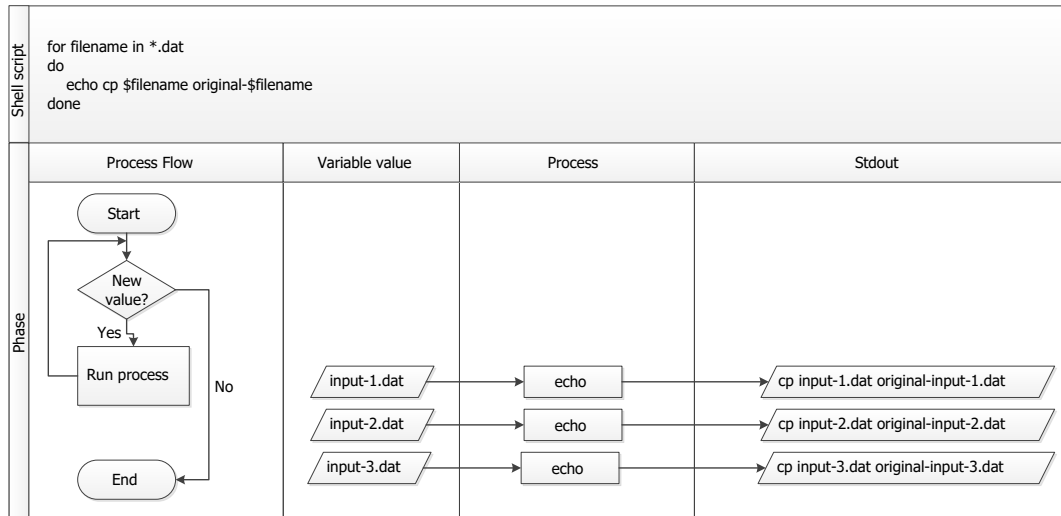 Shell script
for filename in *.dat
do
echo cp $filename original-$filename
done
Phase
Process Flow
Variable value
Process
Stdout
Start
New
value?
Yes
Run process
No
End
input-1.dat
echo
cp input-1.dat original-input-1.dat
input-2.dat
echo
cp input-2.dat original-input-2.dat
input-3.dat
echo
cp input-3.dat original-input-3.dat